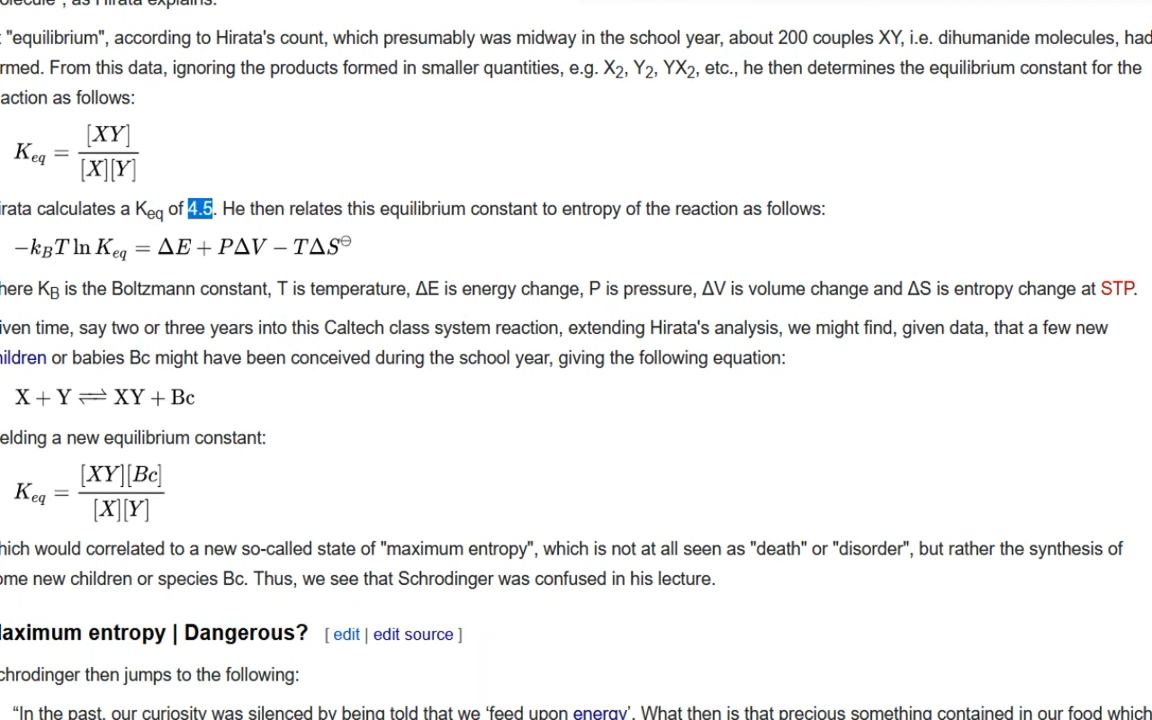 olecule", as Hirata explains.
"equilibrium", according to Hirata's count, which presumably was midway in the school year, about 200 couples XY, i.e. dihumanide molecules, had
rmed. From this data, ignoring the products formed in smaller quantities, e.g. X₂, Y₂, YX₂, etc., he then determines the equilibrium constant for the
action as follows:
K_eq = [XY] / [X][Y]
rata calculates a K_eq of 4.5. He then relates this equilibrium constant to entropy of the reaction as follows:
−k_BT ln K_eq = ΔE + PΔV − TΔS^⊖
here K_B is the Boltzmann constant, T is temperature, ΔE is energy change, P is pressure, ΔV is volume change and ΔS is entropy change at STP.
iven time, say two or three years into this Caltech class system reaction, extending Hirata's analysis, we might find, given data, that a few new
hildren or babies Bc might have been conceived during the school year, giving the following equation:
X + Y ⇌ XY + Bc
elding a new equilibrium constant:
K_eq = [XY][Bc] / [X][Y]
hich would correlated to a new so-called state of "maximum entropy", which is not at all seen as "death" or "disorder", but rather the synthesis of
ome new children or species Bc. Thus, we see that Schrodinger was confused in his lecture.
aximum entropy | Dangerous? [ edit | edit source ]
chrodinger then jumps to the following:
“In the past, our curiosity was silenced by being told that we ‘feed upon energy’. What then is that precious something contained in our food which